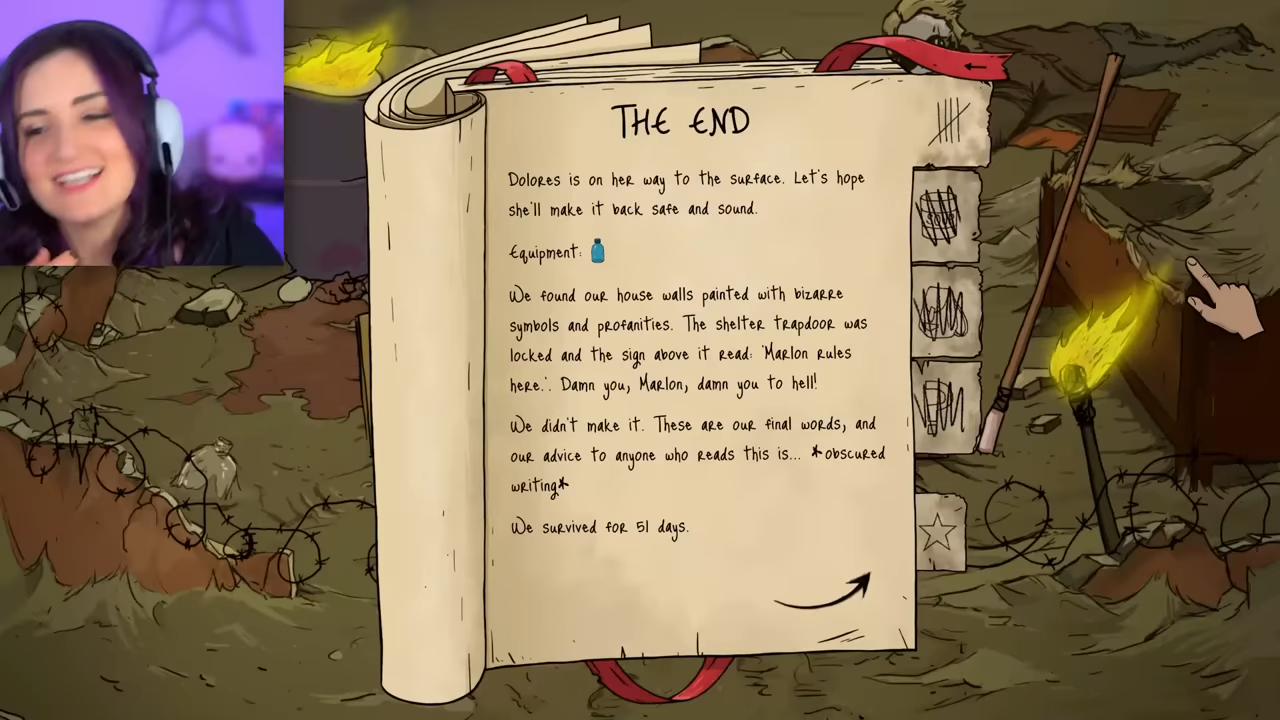 THE END
Dolores is on her way to the surface. Let's hope
she'll make it back safe and sound.
Equipment:
We found our house walls painted with bizarre
symbols and profanities. The shelter trapdoor was
locked and the sign above it read: 'Marlon rules
here.'. Damn you, Marlon, damn you to hell!
We didn't make it. These are our final words, and
our advice to anyone who reads this is... *obscured
writing*
We survived for 51 days.